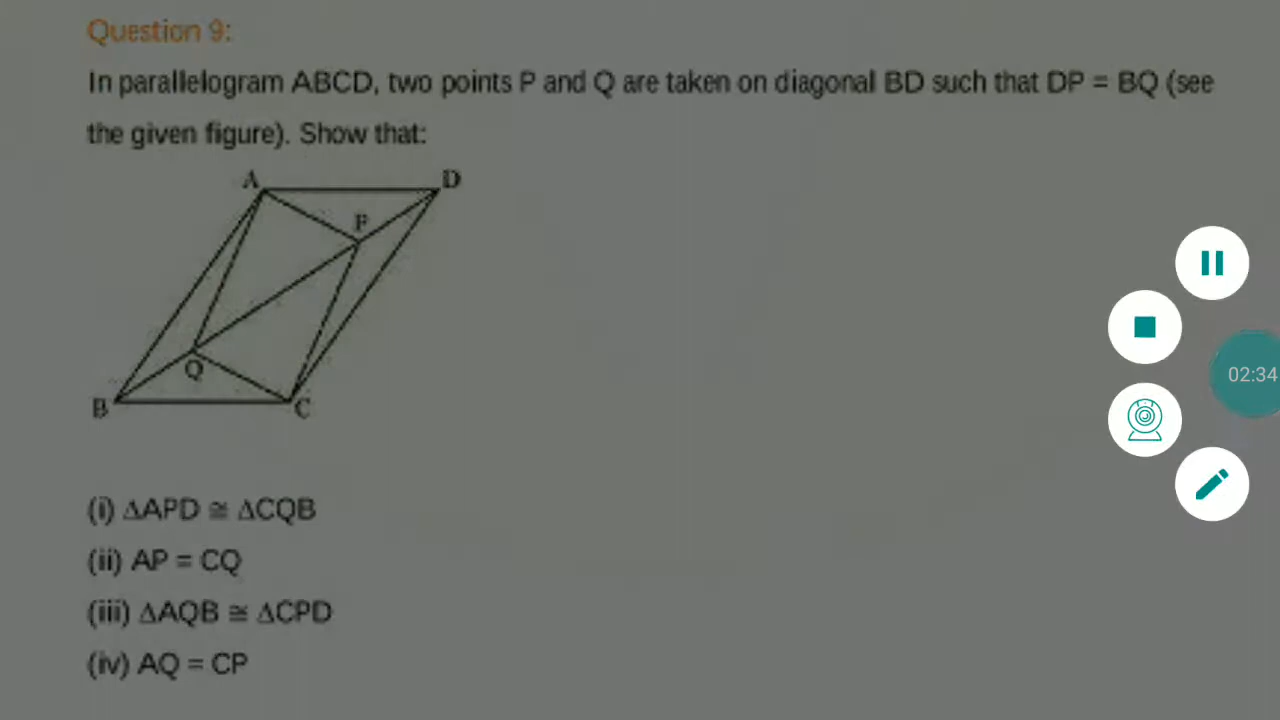 Question 9:
In parallelogram ABCD, two points P and Q are taken on diagonal BD such that DP = BQ (see
the given figure). Show that:
A
D
P
Q
B
C
02:34
(i) ΔAPD ≅ ΔCQB
(ii) AP = CQ
(iii) ΔAQB ≅ ΔCPD
(iv) AQ = CP